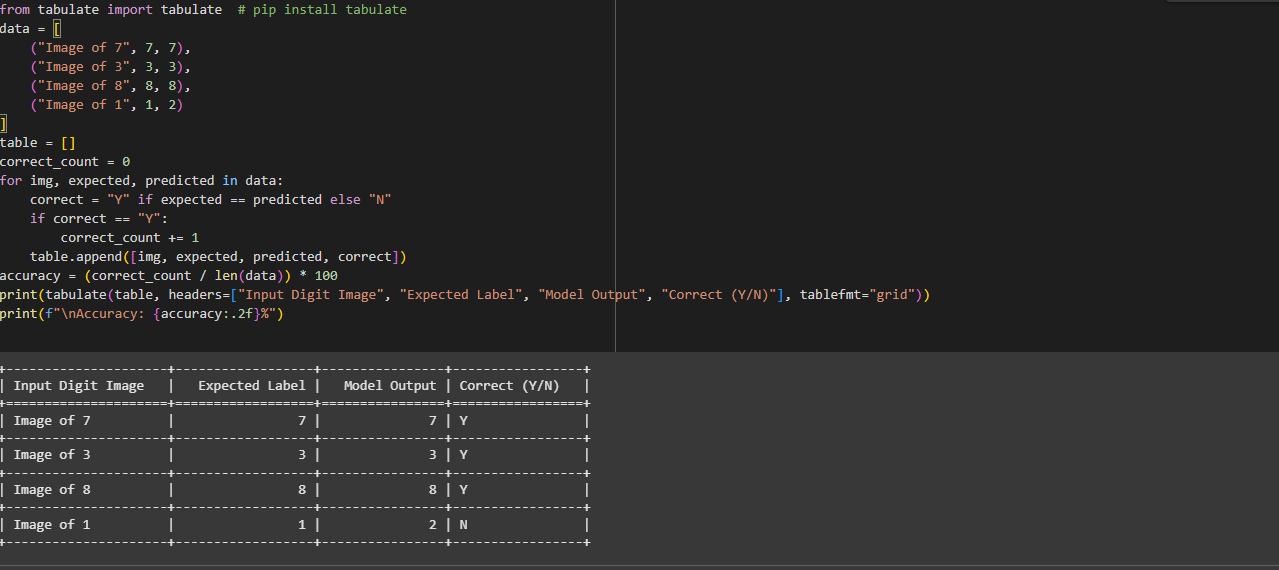 from tabulate import tabulate  # pip install tabulate
data = [
    ("Image of 7", 7, 7),
    ("Image of 3", 3, 3),
    ("Image of 8", 8, 8),
    ("Image of 1", 1, 2)
]
table = []
correct_count = 0
for img, expected, predicted in data:
    correct = "Y" if expected == predicted else "N"
    if correct == "Y":
        correct_count += 1
    table.append([img, expected, predicted, correct])
accuracy = (correct_count / len(data)) * 100
print(tabulate(table, headers=["Input Digit Image", "Expected Label", "Model Output", "Correct (Y/N)"], tablefmt="grid"))
print(f"\nAccuracy: {accuracy:.2f}%")
+---------------------+------------------+----------------+-----------------+
| Input Digit Image   |   Expected Label |   Model Output | Correct (Y/N)   |
+=====================+==================+================+=================+
| Image of 7          |                7 |              7 | Y               |
+---------------------+------------------+----------------+-----------------+
| Image of 3          |                3 |              3 | Y               |
+---------------------+------------------+----------------+-----------------+
| Image of 8          |                8 |              8 | Y               |
+---------------------+------------------+----------------+-----------------+
| Image of 1          |                1 |              2 | N               |
+---------------------+------------------+----------------+-----------------+